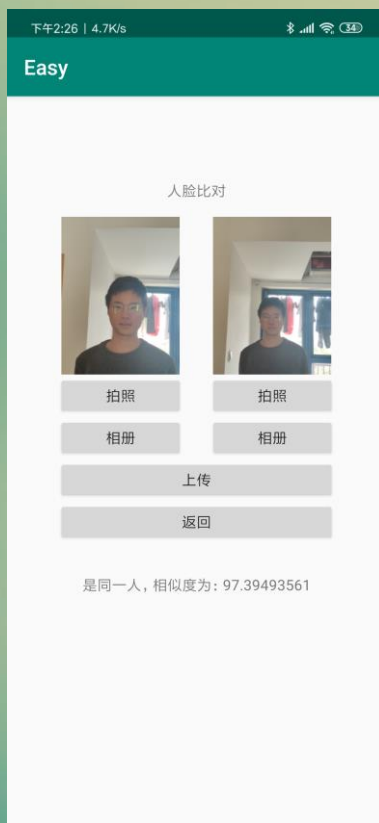 下午2:26 | 4.7K/s 34
Easy
人脸比对
拍照 拍照
相册 相册
上传
返回
是同一人，相似度为：97.39493561